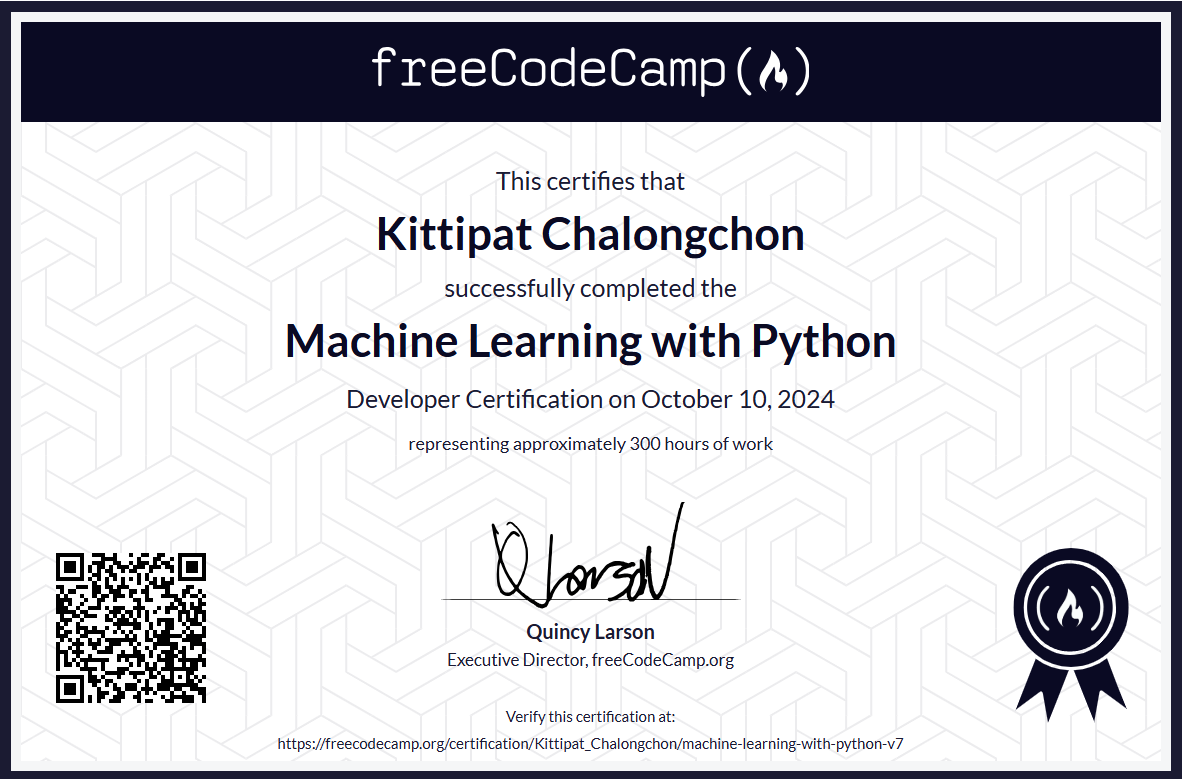 freeCodeCamp
This certifies that
Kittipat Chalongchon
successfully completed the
Machine Learning with Python
Developer Certification on October 10, 2024
representing approximately 300 hours of work
Quincy Larson
Executive Director, freeCodeCamp.org
Verify this certification at:
https://freecodecamp.org/certification/Kittipat_Chalongchon/machine-learning-with-python-v7